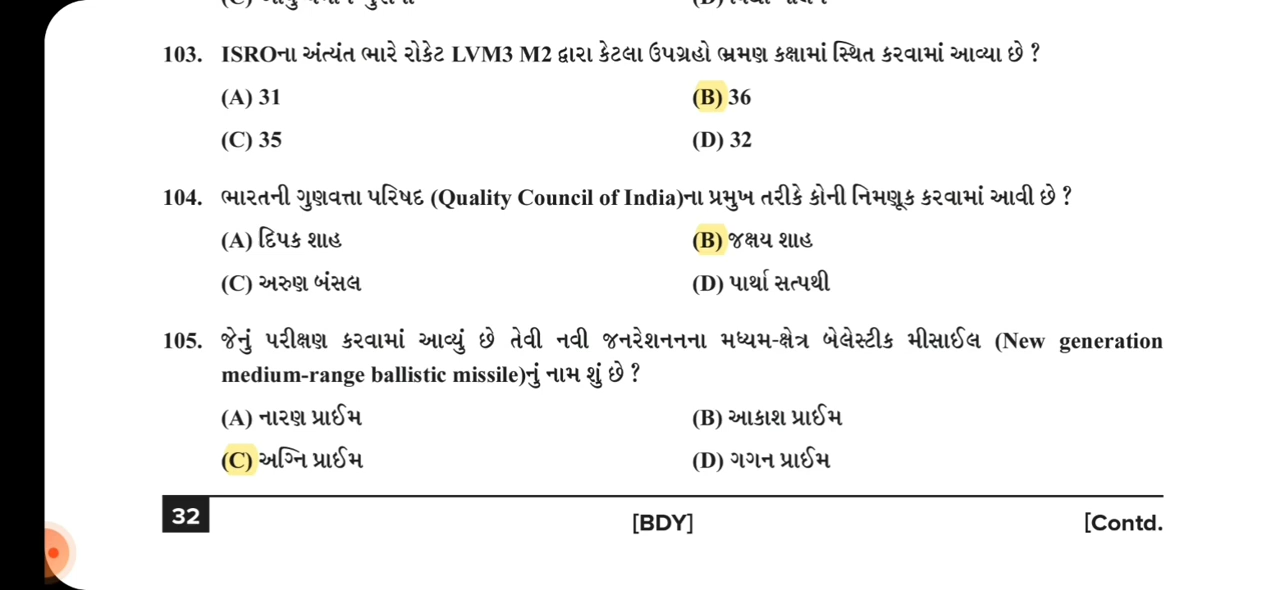 103. ISROના અંત્યંત ભારે રોકેટ LVM3 M2 દ્વારા કેટલા ઉપગ્રહો ભ્રમણ કક્ષામાં સ્થિત કરવામાં આવ્યા છે ?
(A) 31 (B) 36
(C) 35 (D) 32
104. ભારતની ગુણવત્તા પરિષદ (Quality Council of India)ના પ્રમુખ તરીકે કોની નિમણૂક કરવામાં આવી છે ?
(A) દિપક શાહ (B) જક્ષય શાહ
(C) અરુણ બંસલ (D) પાર્થા સત્પથી
105. જેનું પરીક્ષણ કરવામાં આવ્યું છે તેવી નવી જનરેશનનના મધ્યમ-ક્ષેત્ર બેલેસ્ટીક મીસાઈલ (New generation
medium-range ballistic missile)નું નામ શું છે ?
(A) નારણ પ્રાઈમ (B) આકાશ પ્રાઈમ
(C) અગ્નિ પ્રાઈમ (D) ગગન પ્રાઈમ
32 [BDY] [Contd.